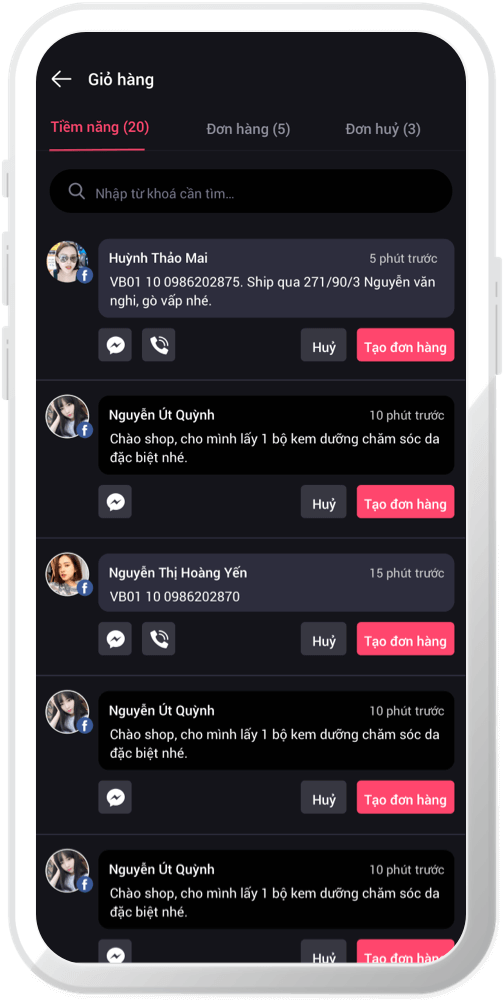 Giỏ hàng
Tiềm năng (20) Đơn hàng (5) Đơn huỷ (3)
Nhập từ khoá cần tìm...
Huỳnh Thảo Mai 5 phút trước
VB01 10 0986202875. Ship qua 271/90/3 Nguyễn văn
nghi, gò vấp nhé.
Huỷ Tạo đơn hàng
Nguyễn Út Quỳnh 10 phút trước
Chào shop, cho mình lấy 1 bộ kem dưỡng chăm sóc da
đặc biệt nhé.
Huỷ Tạo đơn hàng
Nguyễn Thị Hoàng Yến 15 phút trước
VB01 10 0986202870
Huỷ Tạo đơn hàng
Nguyễn Út Quỳnh 10 phút trước
Chào shop, cho mình lấy 1 bộ kem dưỡng chăm sóc da
đặc biệt nhé.
Huỷ Tạo đơn hàng
Nguyễn Út Quỳnh 10 phút trước
Chào shop, cho mình lấy 1 bộ kem dưỡng chăm sóc da
đặc biệt nhé.
Huỷ Tạo đơn hàng